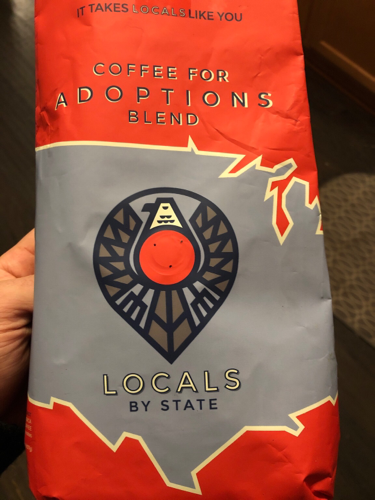 IT TAKES LOCALS LIKE YOU
COFFEE FOR
ADOPTIONS
BLEND
LOCALS
BY STATE